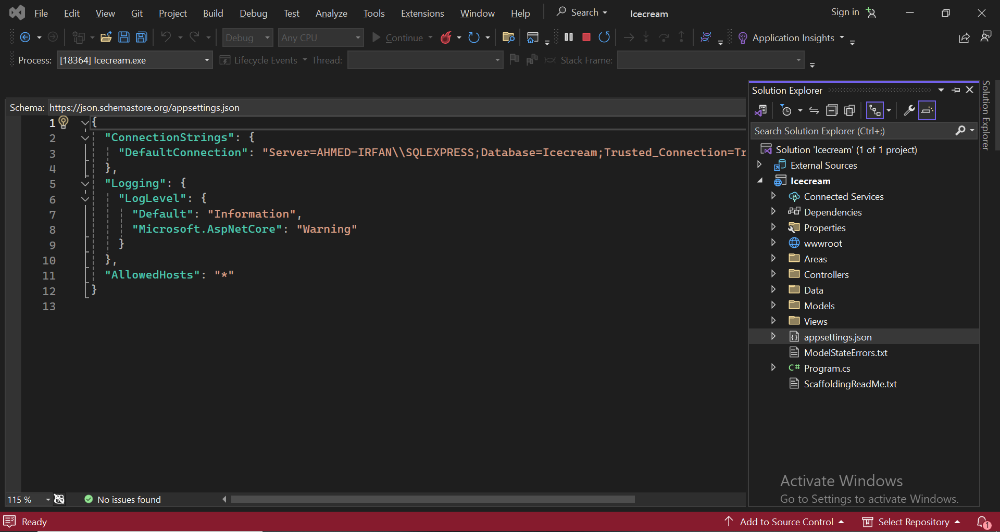 File Edit View Git Project Build Debug Test Analyze Tools Extensions Window Help Search Icecream Sign in
Debug Any CPU Continue Application Insights
Process: [18364] Icecream.exe Lifecycle Events Thread: Stack Frame:
Schema: https://json.schemastore.org/appsettings.json
1 {
2 "ConnectionStrings": {
3 "DefaultConnection": "Server=AHMED-IRFAN\\SQLEXPRESS;Database=Icecream;Trusted_Connection=Tr
4 },
5 "Logging": {
6 "LogLevel": {
7 "Default": "Information",
8 "Microsoft.AspNetCore": "Warning"
9 }
10 },
11 "AllowedHosts": "*"
12 }
13
115 % No issues found
Solution Explorer
Search Solution Explorer (Ctrl+;)
Solution 'Icecream' (1 of 1 project)
External Sources
Icecream
Connected Services
Dependencies
Properties
wwwroot
Areas
Controllers
Data
Models
Views
appsettings.json
ModelStateErrors.txt
C# Program.cs
ScaffoldingReadMe.txt
Solution Explorer
Activate Windows
Go to Settings to activate Windows.
Ready Add to Source Control Select Repository 1